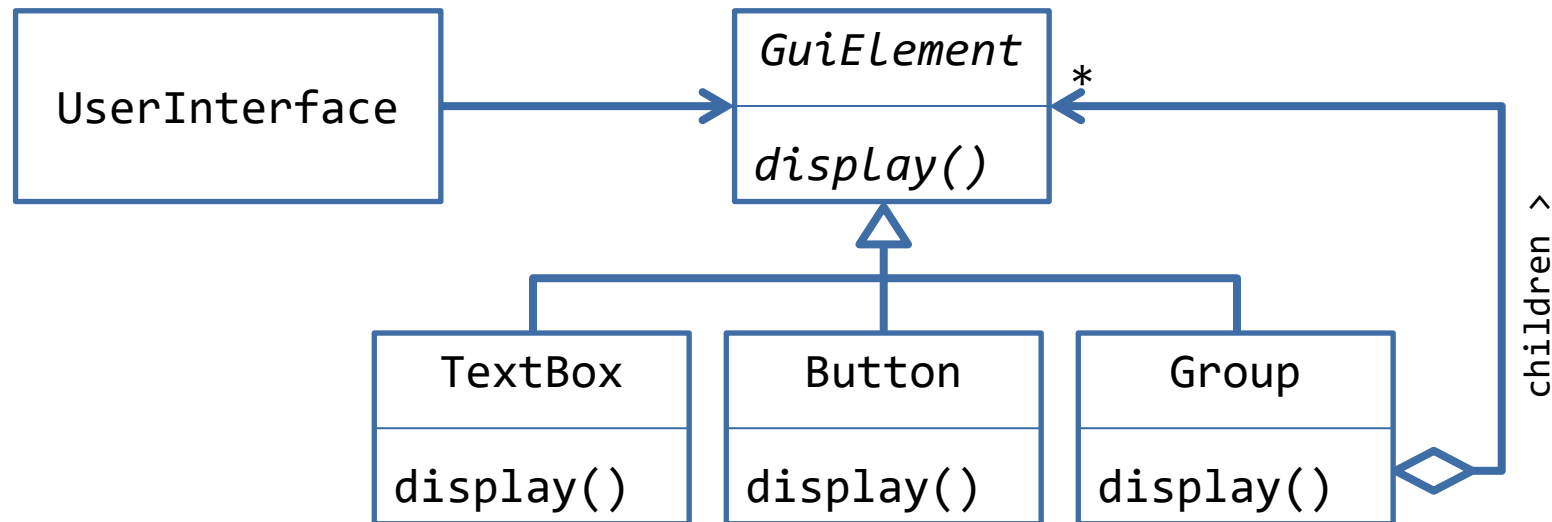 UserInterface
GuiElement
*
display()
children >
TextBox
display()
Button
display()
Group
display()